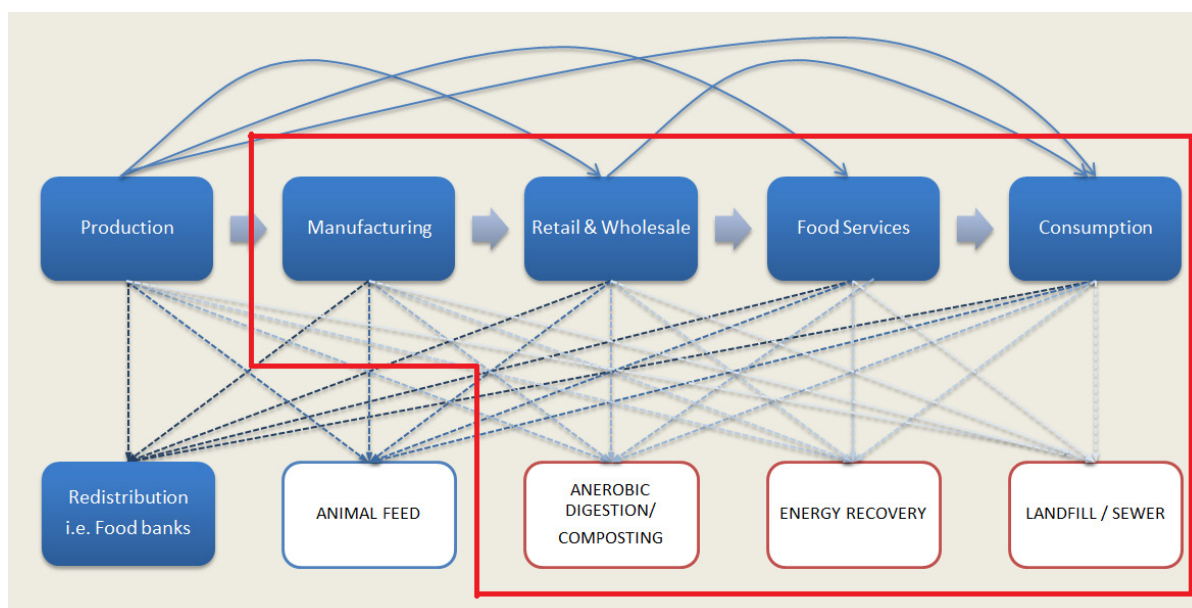 Production
Manufacturing
Retail & Wholesale
Food Services
Consumption
Redistribution
i.e. Food banks
ANIMAL FEED
ANEROBIC
DIGESTION/
COMPOSTING
ENERGY RECOVERY
LANDFILL / SEWER